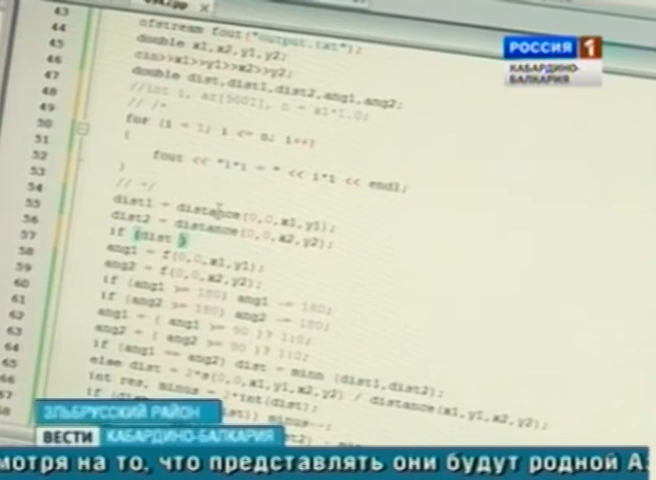 43
44 ofstream fout("output.txt");
45 double x1,x2,y1,y2;
46 cin>>x1>>y1>>x2>>y2;
47 double dist,dist1,dist2,ang1,ang2;
48 //int i, ar[5001], n = x1*1.0;
49 // /*
50 for (i = 1; i <= n; i++)
51 {
52 fout << "i*i = " << i*i << endl;
53 }
54 // */
55 dist1 = distance(0,0,x1,y1);
56 dist2 = distance(0,0,x2,y2);
57 if (dist )
58 ang1 = f(0,0,x1,y1);
59 ang2 = f(0,0,x2,y2);
60 if (ang1 >= 180) ang1 -= 180;
61 if (ang2 >= 180) ang2 -= 180;
62 ang1 = ( ang1 >= 90 )? 1:0;
63 ang2 = ( ang2 >= 90 )? 1:0;
64 if (ang1 == ang2) dist = minn (dist1,dist2);
65 else dist = 2*s(0,0,x1,y1,x2,y2) / distance(x1,y1,x2,y2);
66 int res, minus = 2*int(dist);
67 if minus--;
68
РОССИЯ 1
КАБАРДИНО-
БАЛКАРИЯ
ЭЛЬБРУССКИЙ РАЙОН
ВЕСТИ КАБАРДИНО-БАЛКАРИЯ
мотря на то, что представлять они будут родной А